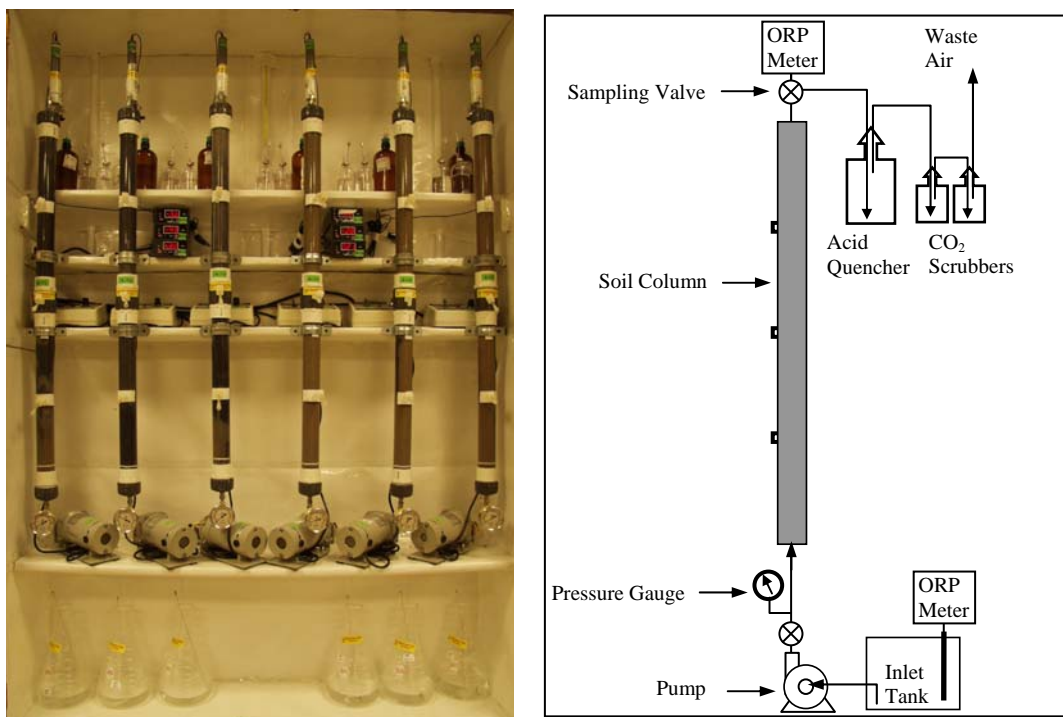 ORP
Meter
Waste
Air
Sampling Valve
Acid
Quencher
CO₂
Scrubbers
Soil Column
Pressure Gauge
ORP
Meter
Inlet
Tank
Pump